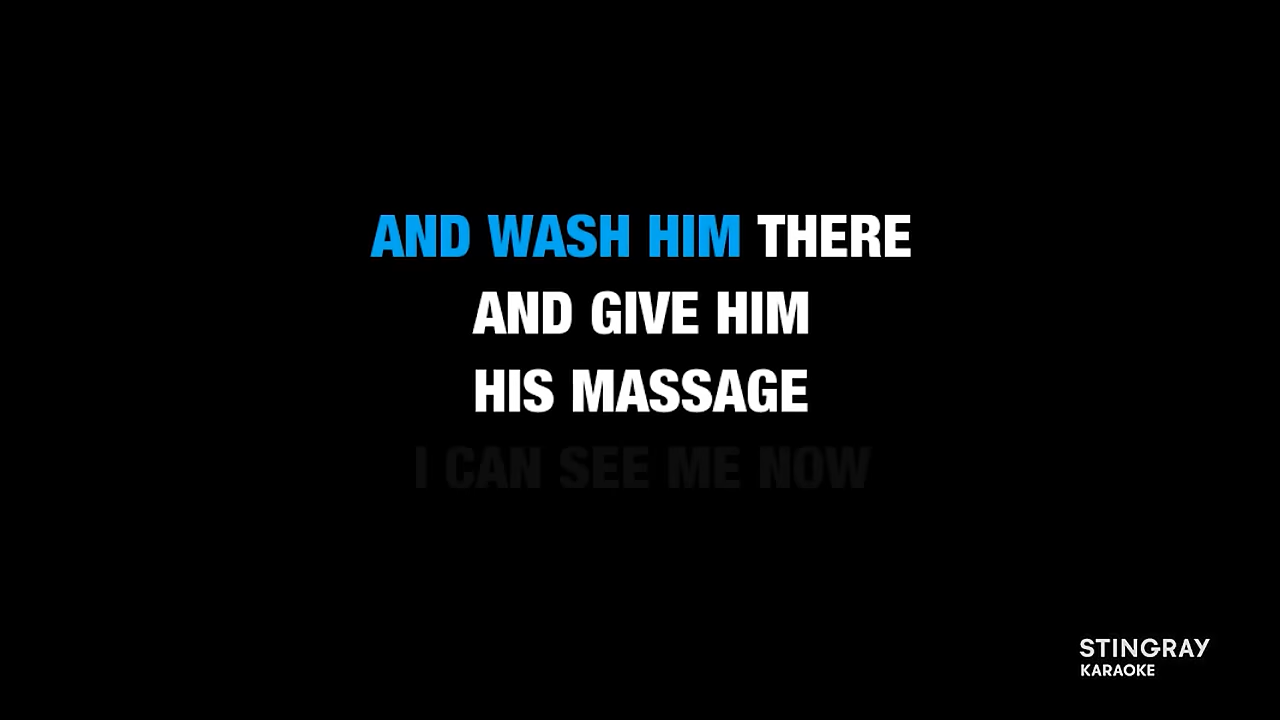 AND WASH HIM THERE
AND GIVE HIM
HIS MASSAGE
I CAN SEE ME NOW
STINGRAY
KARAOKE